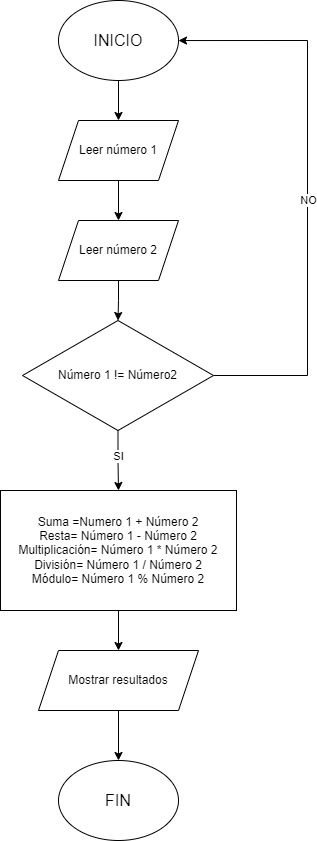 INICIO
Leer número 1
Leer número 2
Número 1 != Número2
NO
SI
Suma =Numero 1 + Número 2
Resta= Número 1 - Número 2
Multiplicación= Número 1 * Número 2
División= Número 1 / Número 2
Módulo= Número 1 % Número 2
Mostrar resultados
FIN